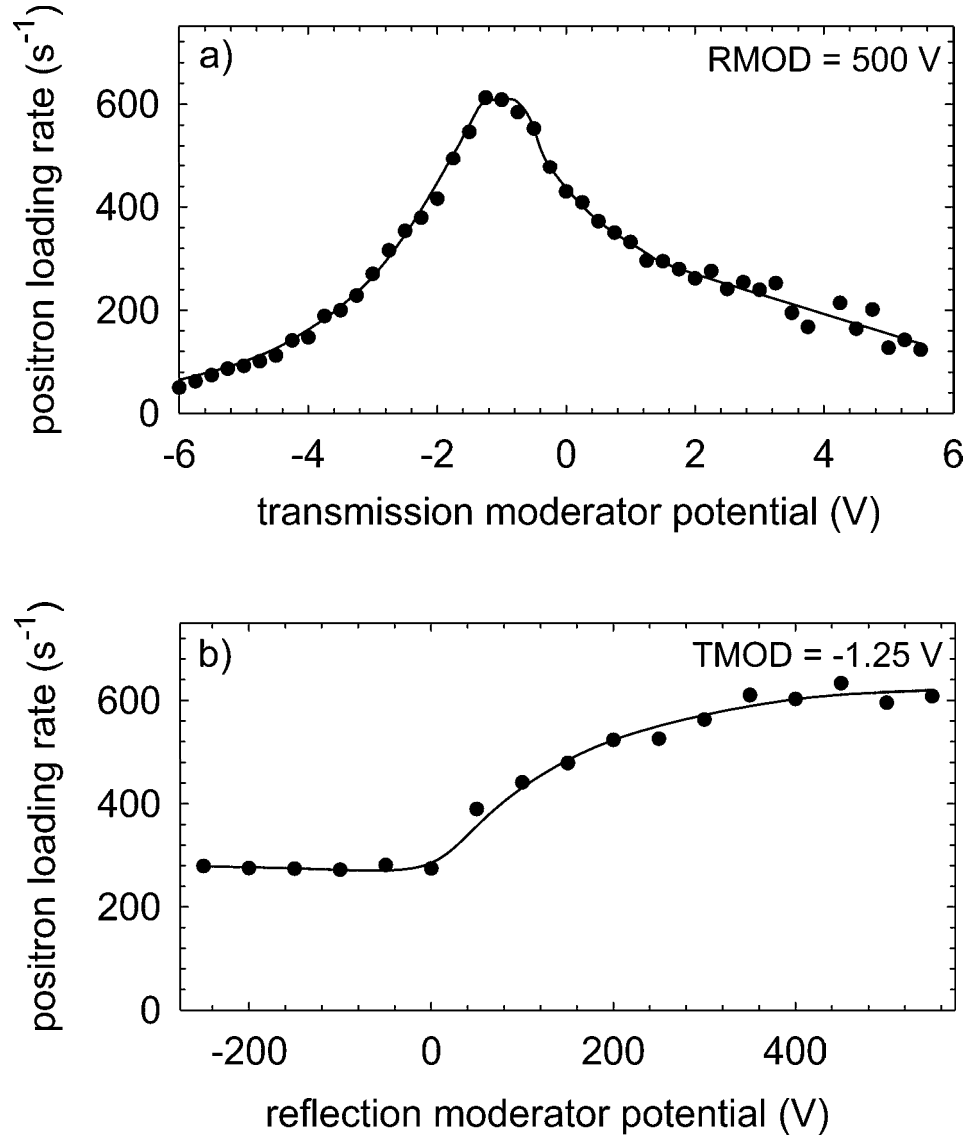 a)
RMOD = 500 V
positron loading rate (s⁻¹)
600
400
200
0
-6 -4 -2 0 2 4 6
transmission moderator potential (V)
b)
TMOD = -1.25 V
positron loading rate (s⁻¹)
600
400
200
0
-200 0 200 400
reflection moderator potential (V)